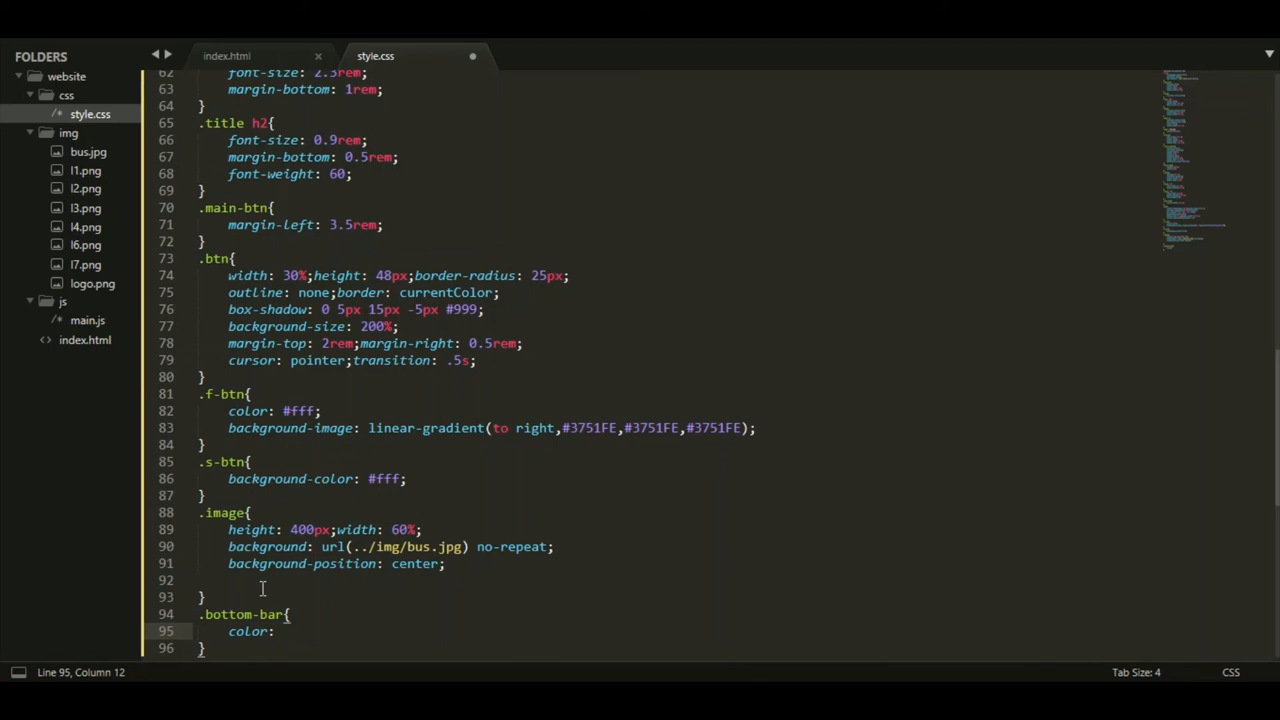 FOLDERS
website
css
/* style.css
img
bus.jpg
l1.png
l2.png
l3.png
l4.png
l6.png
l7.png
logo.png
js
/* main.js
<> index.html
index.html ×
style.css
62 font-size: 2.3rem;
63 margin-bottom: 1rem;
64 }
65 .title h2{
66 font-size: 0.9rem;
67 margin-bottom: 0.5rem;
68 font-weight: 60;
69 }
70 .main-btn{
71 margin-left: 3.5rem;
72 }
73 .btn{
74 width: 30%;height: 48px;border-radius: 25px;
75 outline: none;border: currentColor;
76 box-shadow: 0 5px 15px -5px #999;
77 background-size: 200%;
78 margin-top: 2rem;margin-right: 0.5rem;
79 cursor: pointer;transition: .5s;
80 }
81 .f-btn{
82 color: #fff;
83 background-image: linear-gradient(to right,#3751FE,#3751FE,#3751FE);
84 }
85 .s-btn{
86 background-color: #fff;
87 }
88 .image{
89 height: 400px;width: 60%;
90 background: url(../img/bus.jpg) no-repeat;
91 background-position: center;
92
93 }
94 .bottom-bar{
95 color:
96 }
Line 95, Column 12
Tab Size: 4
CSS